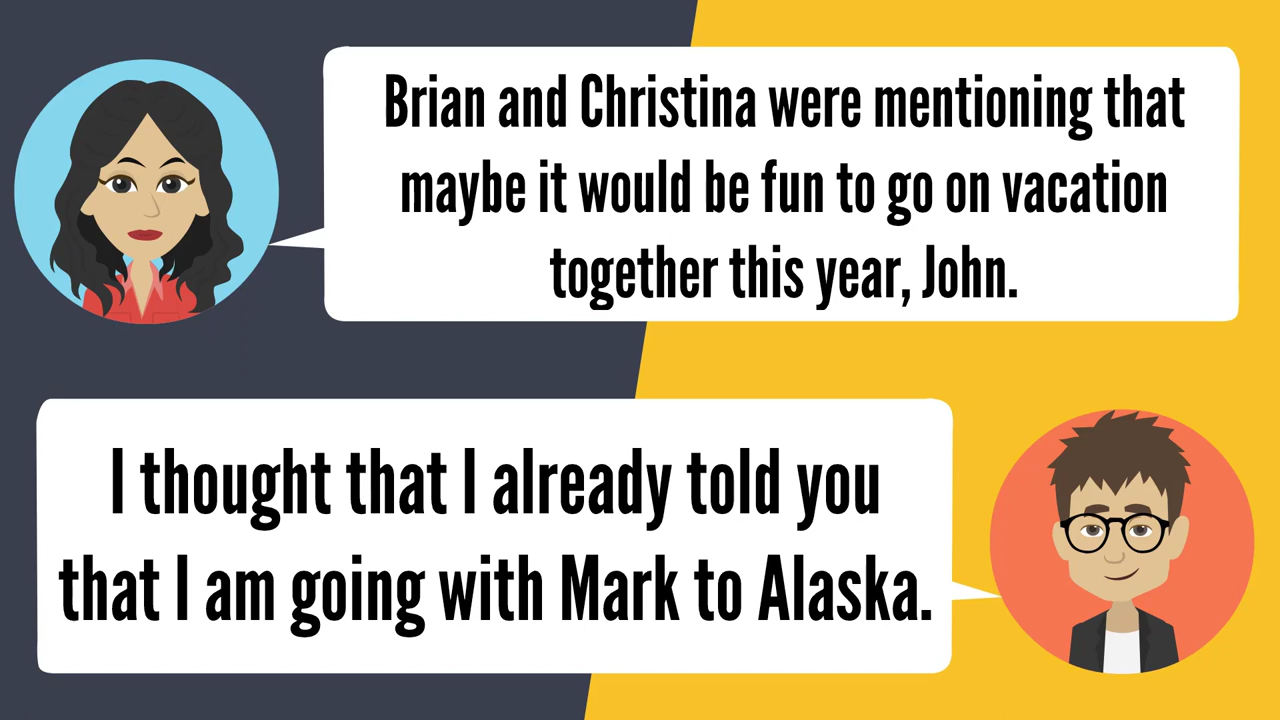 Brian and Christina were mentioning that
maybe it would be fun to go on vacation
together this year, John.
I thought that I already told you
that I am going with Mark to Alaska.